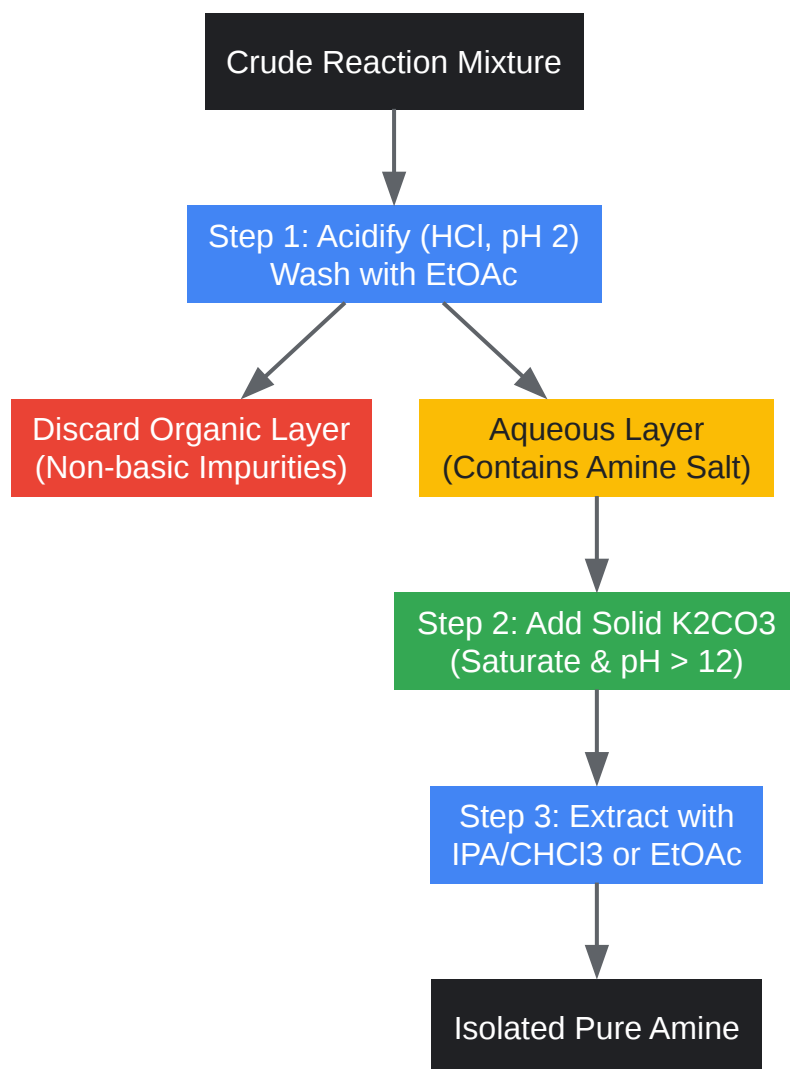 Crude Reaction Mixture
Step 1: Acidify (HCl, pH 2)
Wash with EtOAc
Discard Organic Layer
(Non-basic Impurities)
Aqueous Layer
(Contains Amine Salt)
Step 2: Add Solid K2CO3
(Saturate & pH > 12)
Step 3: Extract with
IPA/CHCl3 or EtOAc
Isolated Pure Amine